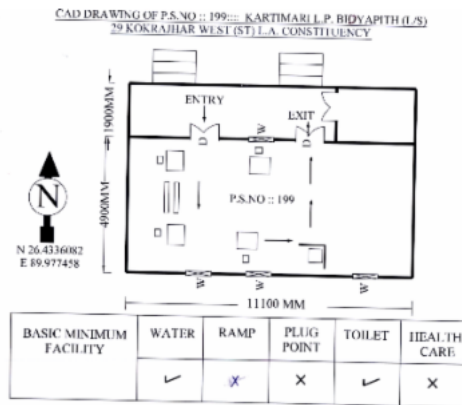 CAD DRAWING OF P.S.NO :: 199:::: KARTIMARI L.P. BIDYAPITH (L/S)
29 KOKRAJHAR WEST (ST) L.A. CONSTITUENCY
ENTRY
EXIT
W
D
D
1900MM
4900MM
P.S.NO :: 199
N
N 26.4336082
E 89.977458
W
W
W
11100 MM
BASIC MINIMUM FACILITY
WATER
RAMP
PLUG POINT
TOILET
HEALTH CARE
✓
X
X
✓
X